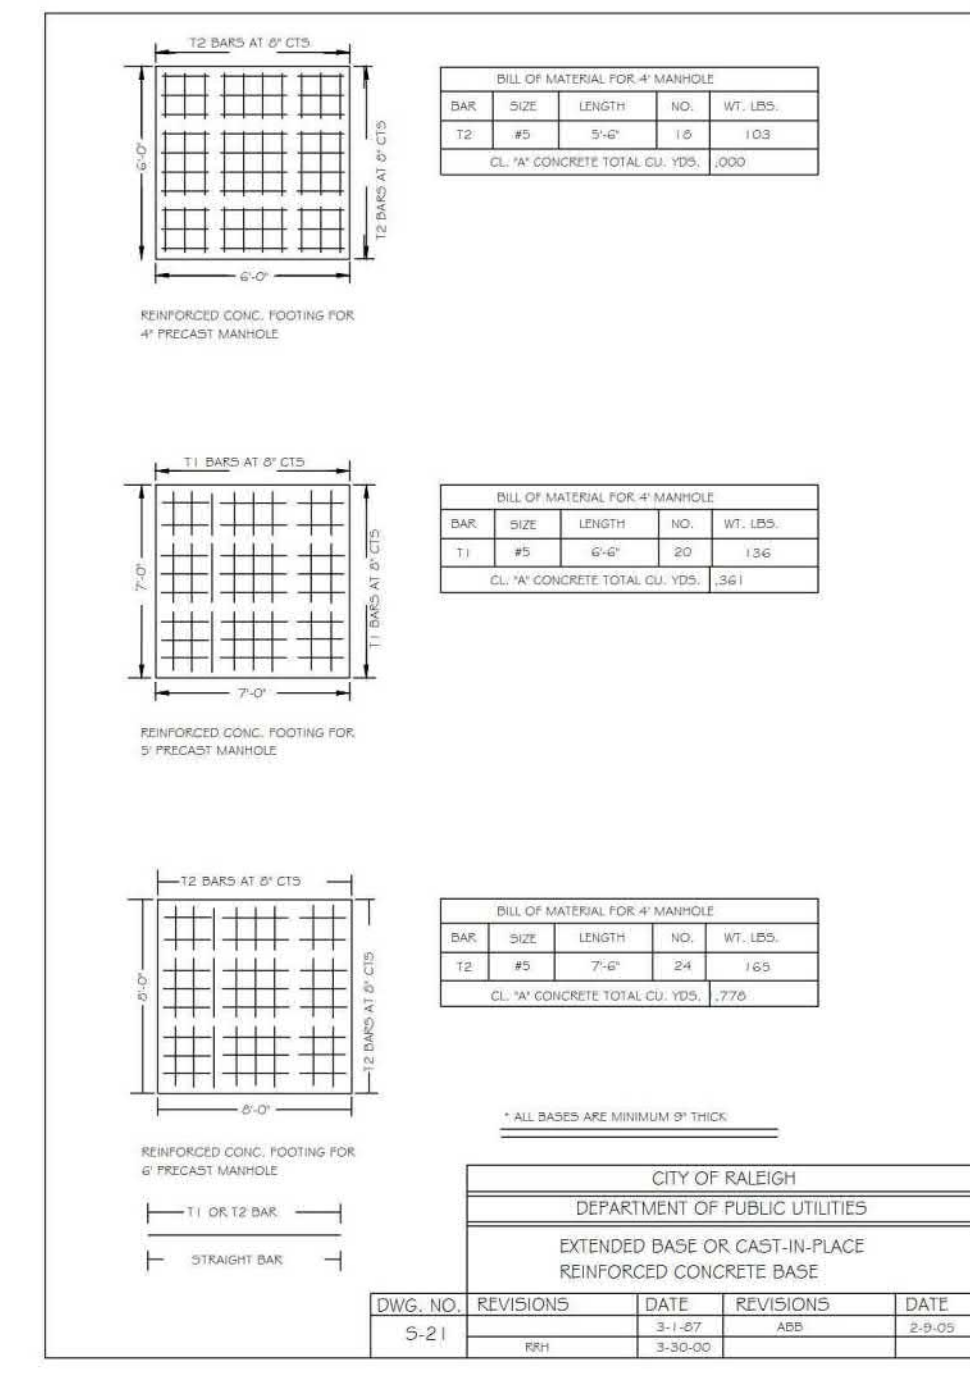 T2 BARS AT 8" CTS
6'-0"
T2 BARS AT 8" CTS
6'-0"
REINFORCED CONC. FOOTING FOR
4" PRECAST MANHOLE
BILL OF MATERIAL FOR 4' MANHOLE
BAR SIZE LENGTH NO. WT. LBS.
T2 #5 5'-6" 18 103
CL. "A" CONCRETE TOTAL CU. YDS. 1,000
T1 BARS AT 8" CTS
7'-0"
T1 BARS AT 8" CTS
7'-0"
REINFORCED CONC. FOOTING FOR
5' PRECAST MANHOLE
BILL OF MATERIAL FOR 4' MANHOLE
BAR SIZE LENGTH NO. WT. LBS.
T1 #5 6'-6" 20 136
CL. "A" CONCRETE TOTAL CU. YDS. 1,361
T2 BARS AT 8" CTS
8'-0"
T2 BARS AT 8" CTS
8'-0"
REINFORCED CONC. FOOTING FOR
6' PRECAST MANHOLE
BILL OF MATERIAL FOR 4' MANHOLE
BAR SIZE LENGTH NO. WT. LBS.
T2 #5 7'-6" 24 165
CL. "A" CONCRETE TOTAL CU. YDS. 1,778
T1 OR T2 BAR
STRAIGHT BAR
* ALL BASES ARE MINIMUM 9" THICK
CITY OF RALEIGH
DEPARTMENT OF PUBLIC UTILITIES
EXTENDED BASE OR CAST-IN-PLACE
REINFORCED CONCRETE BASE
DWG. NO. REVISIONS DATE REVISIONS DATE
S-21
3-1-87 ABB 2-9-05
RRH 3-30-00